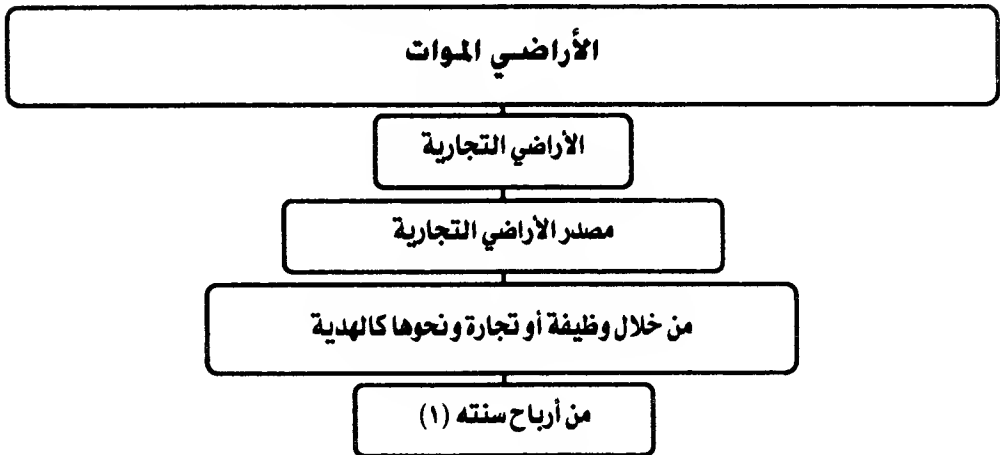 الأراضي الموات
الأراضي التجارية
مصدر الأراضي التجارية
من خلال وظيفة أو تجارة ونحوها كالهدية
من أرباح سنته (١)